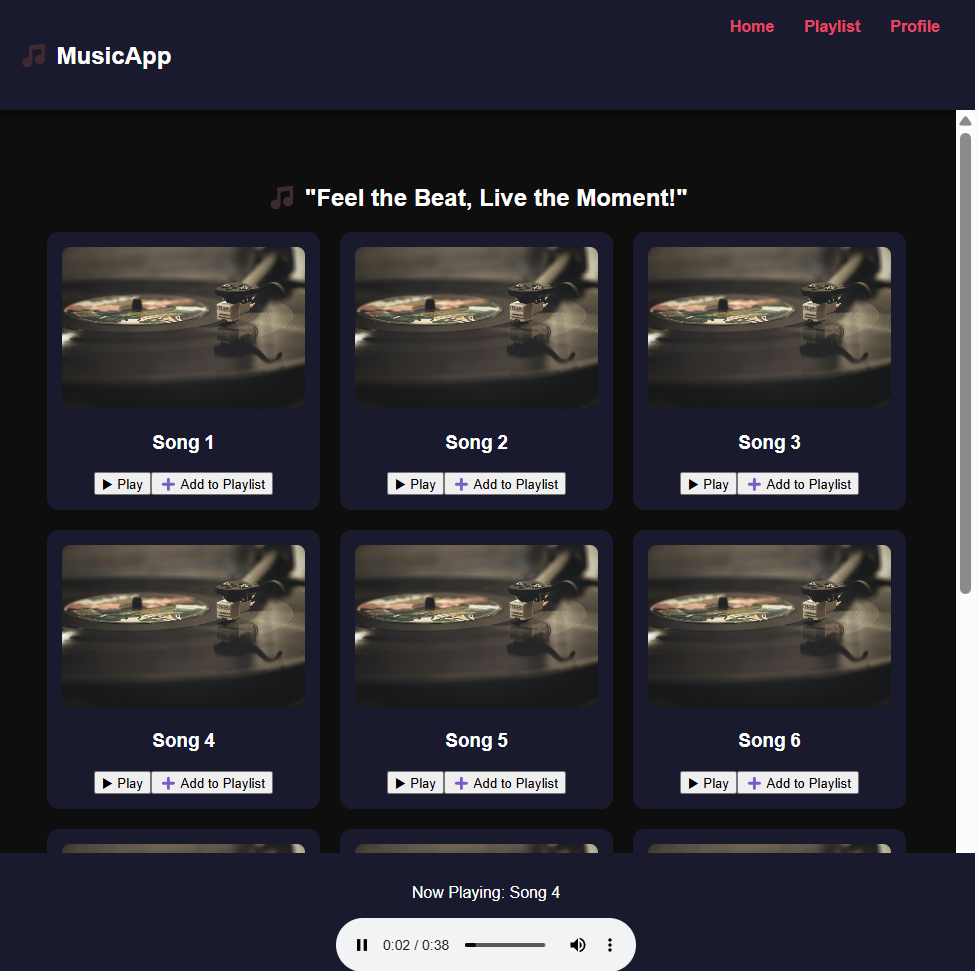 Home Playlist Profile
🎵 MusicApp
🎵 "Feel the Beat, Live the Moment!"
Song 1 Song 2 Song 3
▶ Play ➕ Add to Playlist ▶ Play ➕ Add to Playlist ▶ Play ➕ Add to Playlist
Song 4 Song 5 Song 6
▶ Play ➕ Add to Playlist ▶ Play ➕ Add to Playlist ▶ Play ➕ Add to Playlist
Now Playing: Song 4
0:02 / 0:38